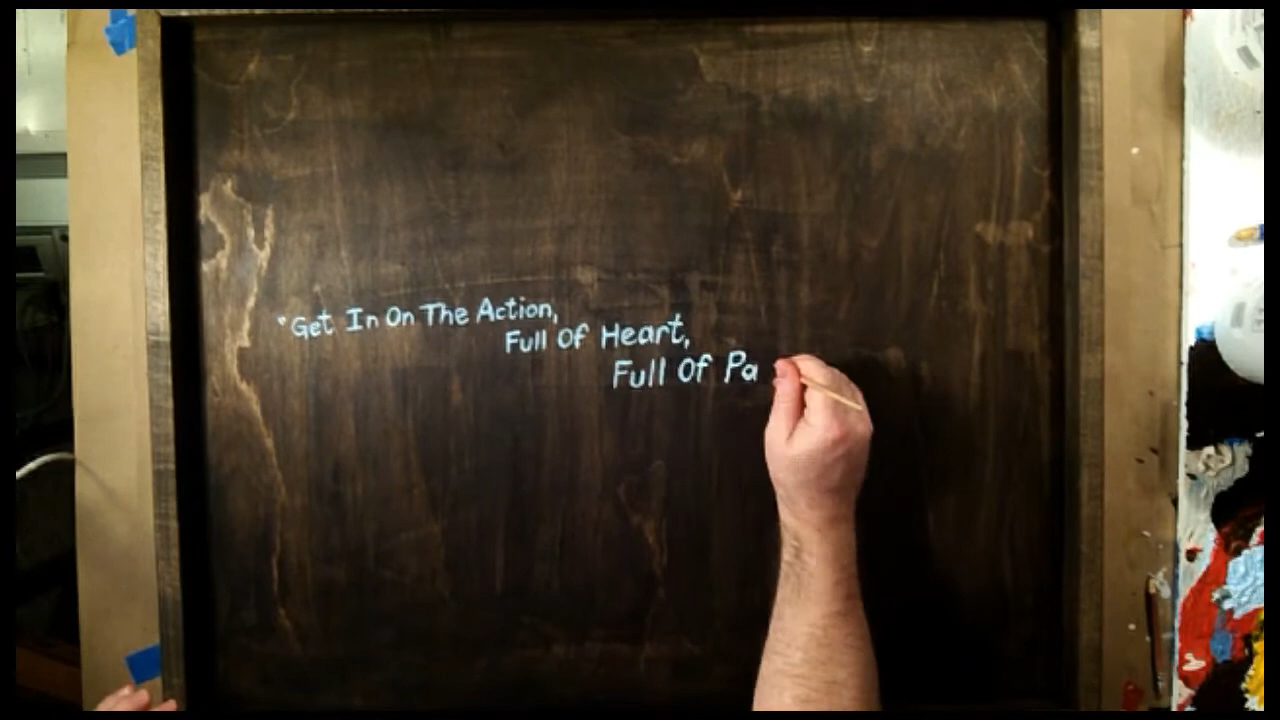 "Get In On The Action,
Full Of Heart,
Full Of Pa